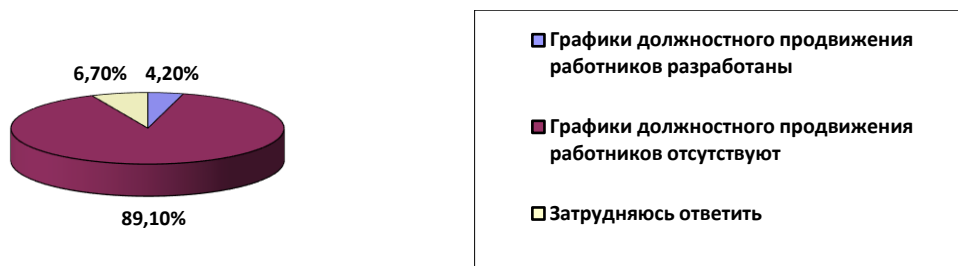 6,70% 4,20%
89,10%
Графики должностного продвижения
работников разработаны
Графики должностного продвижения
работников отсутствуют
Затрудняюсь ответить